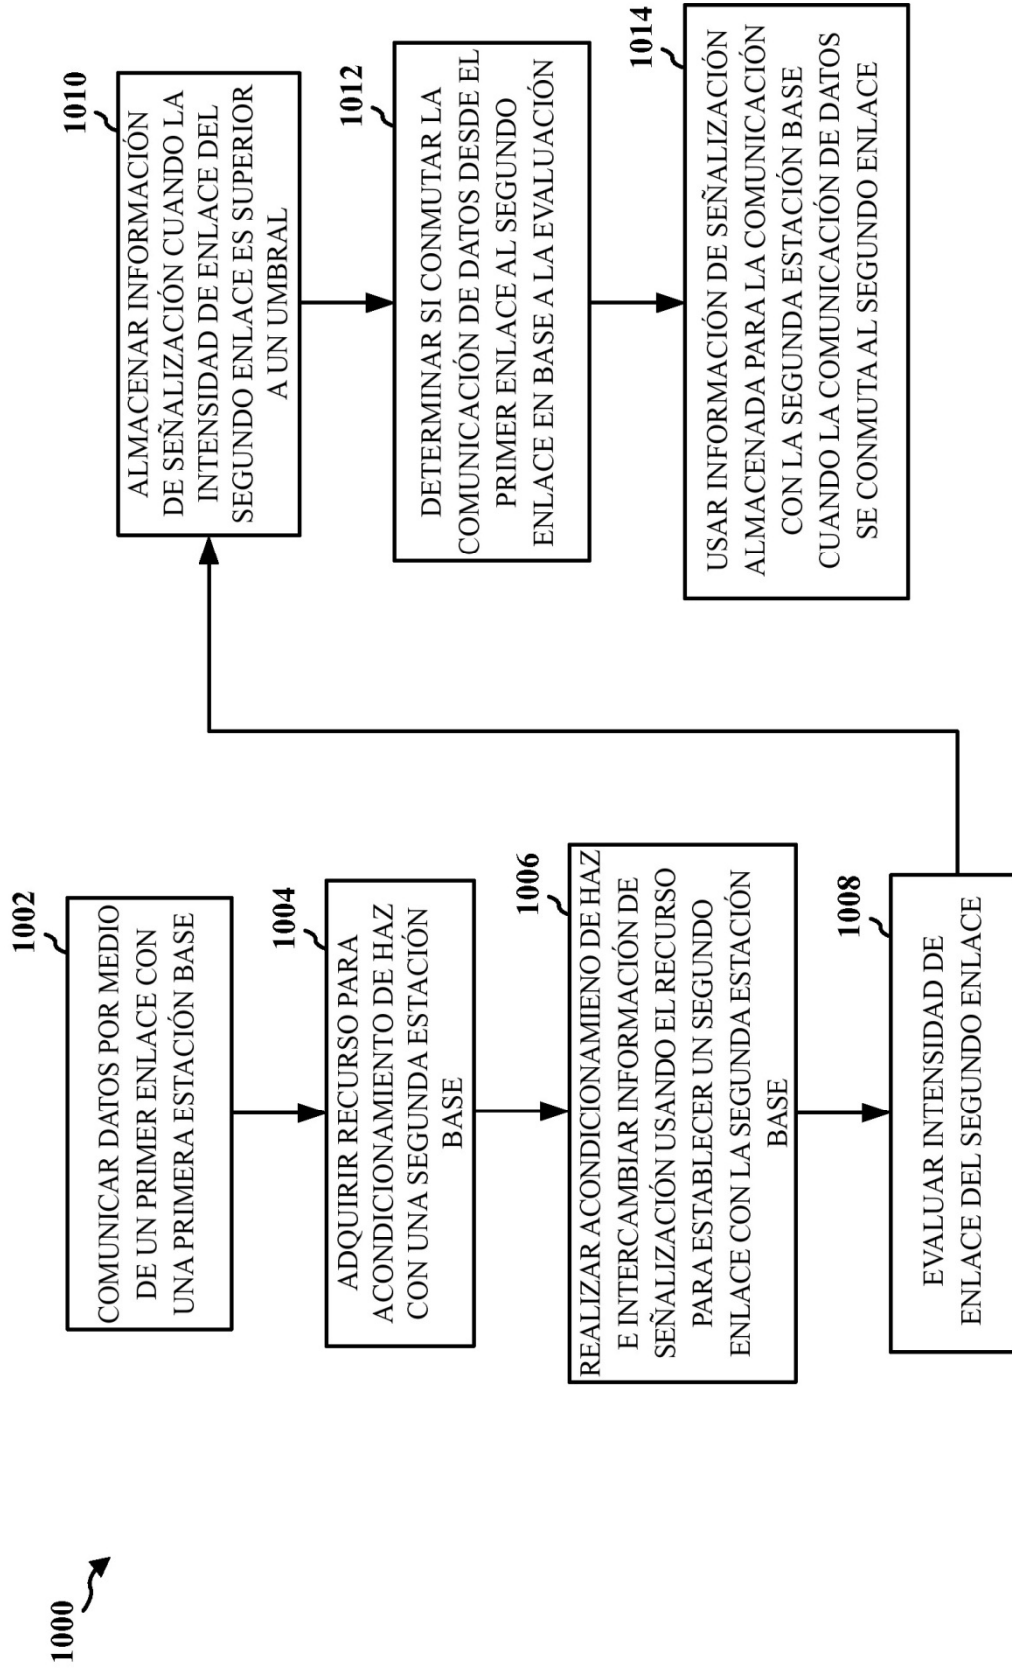 1000
1002
COMUNICAR DATOS POR MEDIO
DE UN PRIMER ENLACE CON
UNA PRIMERA ESTACIÓN BASE
1004
ADQUIRIR RECURSO PARA
ACONDICIONAMIENTO DE HAZ
CON UNA SEGUNDA ESTACIÓN
BASE
1006
REALIZAR ACONDICIONAMIENO DE HAZ
E INTERCAMBIAR INFORMACIÓN DE
SEÑALIZACIÓN USANDO EL RECURSO
PARA ESTABLECER UN SEGUNDO
ENLACE CON LA SEGUNDA ESTACIÓN
BASE
1008
EVALUAR INTENSIDAD DE
ENLACE DEL SEGUNDO ENLACE
1010
ALMACENAR INFORMACIÓN
DE SEÑALIZACIÓN CUANDO LA
INTENSIDAD DE ENLACE DEL
SEGUNDO ENLACE ES SUPERIOR
A UN UMBRAL
1012
DETERMINAR SI CONMUTAR LA
COMUNICACIÓN DE DATOS DESDE EL
PRIMER ENLACE AL SEGUNDO
ENLACE EN BASE A LA EVALUACIÓN
1014
USAR INFORMACIÓN DE SEÑALIZACIÓN
ALMACENADA PARA LA COMUNICACIÓN
CON LA SEGUNDA ESTACIÓN BASE
CUANDO LA COMUNICACIÓN DE DATOS
SE CONMUTA AL SEGUNDO ENLACE